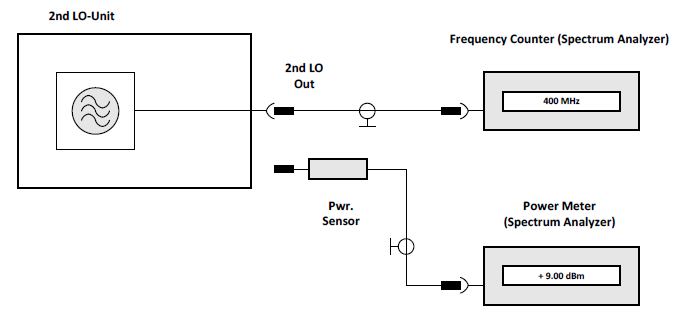 2nd LO-Unit
Frequency Counter (Spectrum Analyzer)
2nd LO
Out
400 MHz
Pwr.
Sensor
Power Meter
(Spectrum Analyzer)
+ 9.00 dBm